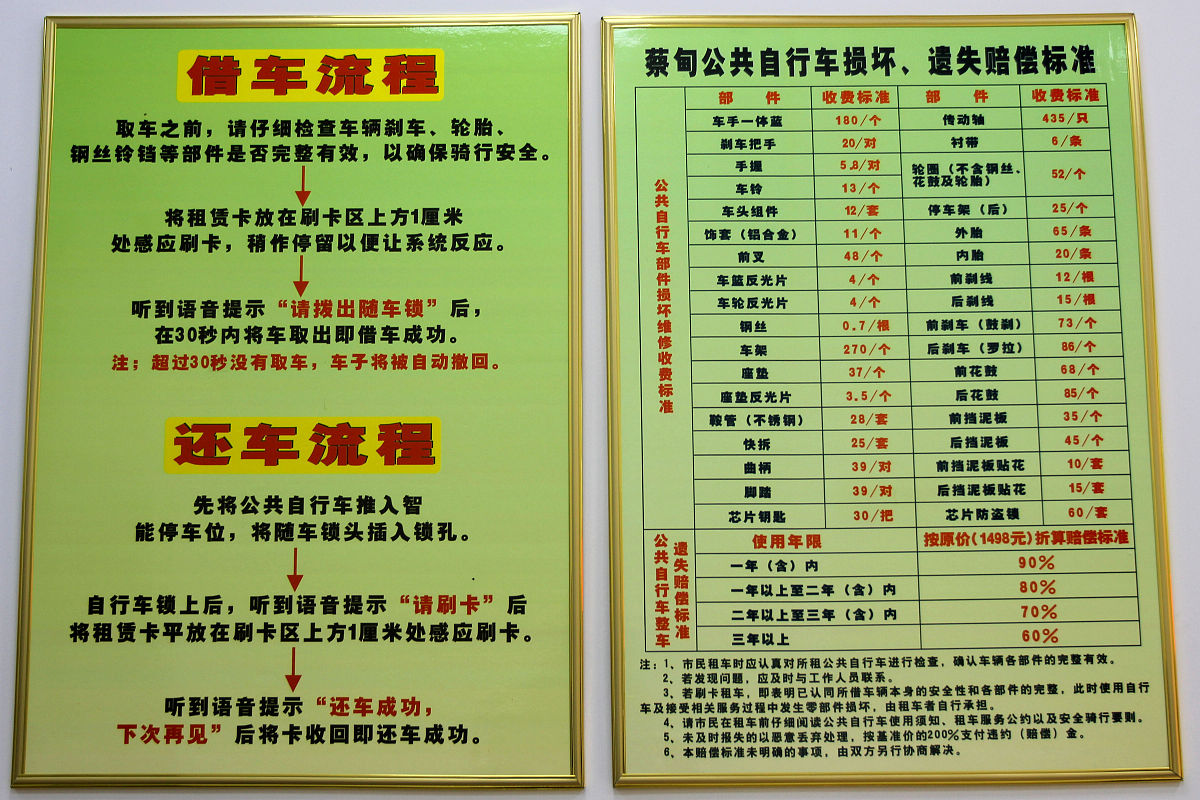 借车流程
取车之前，请仔细检查车辆刹车、轮胎、
钢丝铃铛等部件是否完整有效，以确保骑行安全。
将租赁卡放在刷卡区上方1厘米
处感应刷卡，稍作停留以便让系统反应。
听到语音提示“请拨出随车锁”后，
在30秒内将车取出即借车成功。
注；超过30秒没有取车，车子将被自动撤回。
还车流程
先将公共自行车推入智
能停车位，将随车锁头插入锁孔。
自行车锁上后，听到语音提示“请刷卡”后
将租赁卡平放在刷卡区上方1厘米处感应刷卡。
听到语音提示“还车成功，
下次再见”后将卡收回即还车成功。
蔡甸公共自行车损坏、遗失赔偿标准
公共自行车部件损坏维修收费标准
部件 收费标准 部件 收费标准
车手一体蓝 180/个 传动轴 435/只
刹车把手 20/对 衬带 6/条
手握 5.8/对 轮圈（不含钢丝、
花鼓及轮胎） 52/个
车铃 13/个
车头组件 12/套 停车架（后） 25/个
饰套（铝合金） 11/个 外胎 65/条
前叉 48/个 内胎 20/条
车篮反光片 4/个 前刹线 12/根
车轮反光片 4/个 后刹线 15/根
钢丝 0.7/根 前刹车（鼓刹） 73/个
车架 270/个 后刹车（罗拉） 86/个
座垫 37/个 前花鼓 68/个
座垫反光片 3.5/个 后花鼓 85/个
鞍管（不锈钢） 28/套 前挡泥板 35/个
快拆 25/套 后挡泥板 45/个
曲柄 39/对 前挡泥板贴花 10/套
脚踏 39/对 后挡泥板贴花 15/套
芯片钥匙 30/把 芯片防盗锁 60/套
公共自行车整车
遗失赔偿标准
使用年限 按原价(1498元)折算赔偿标准
一年（含）内 90%
一年以上至二年（含）内 80%
二年以上至三年（含）内 70%
三年以上 60%
注：1、市民租车时应认真对所租公共自行车进行检查，确认车辆各部件的完整有效。
2、若发现问题，应及时与工作人员联系。
3、若刷卡租车，即表明已认同所借车辆本身的安全性和各部件的完整，此时使用自行
车及接受相关服务过程中发生零部件损坏，由租车者自行承担。
4、请市民在租车前仔细阅读公共自行车使用须知、租车服务公约以及安全骑行要则。
5、未及时报失的以恶意丢弃处理，按基准价的200%支付违约（赔偿）金。
6、本赔偿标准未明确的事项，由双方另行协商解决。